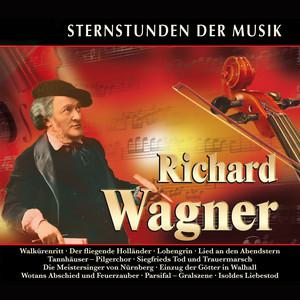 STERNSTUNDEN DER MUSIK
Richard
Wagner
Walkürenritt · Der fliegende Holländer · Lohengrin · Lied an den Abendstern
Tannhäuser – Pilgerchor · Siegfrieds Tod und Trauermarsch
Die Meistersinger von Nürnberg · Einzug der Götter in Walhall
Wotans Abschied und Feuerzauber · Parsifal – Gralszene · Isoldes Liebestod